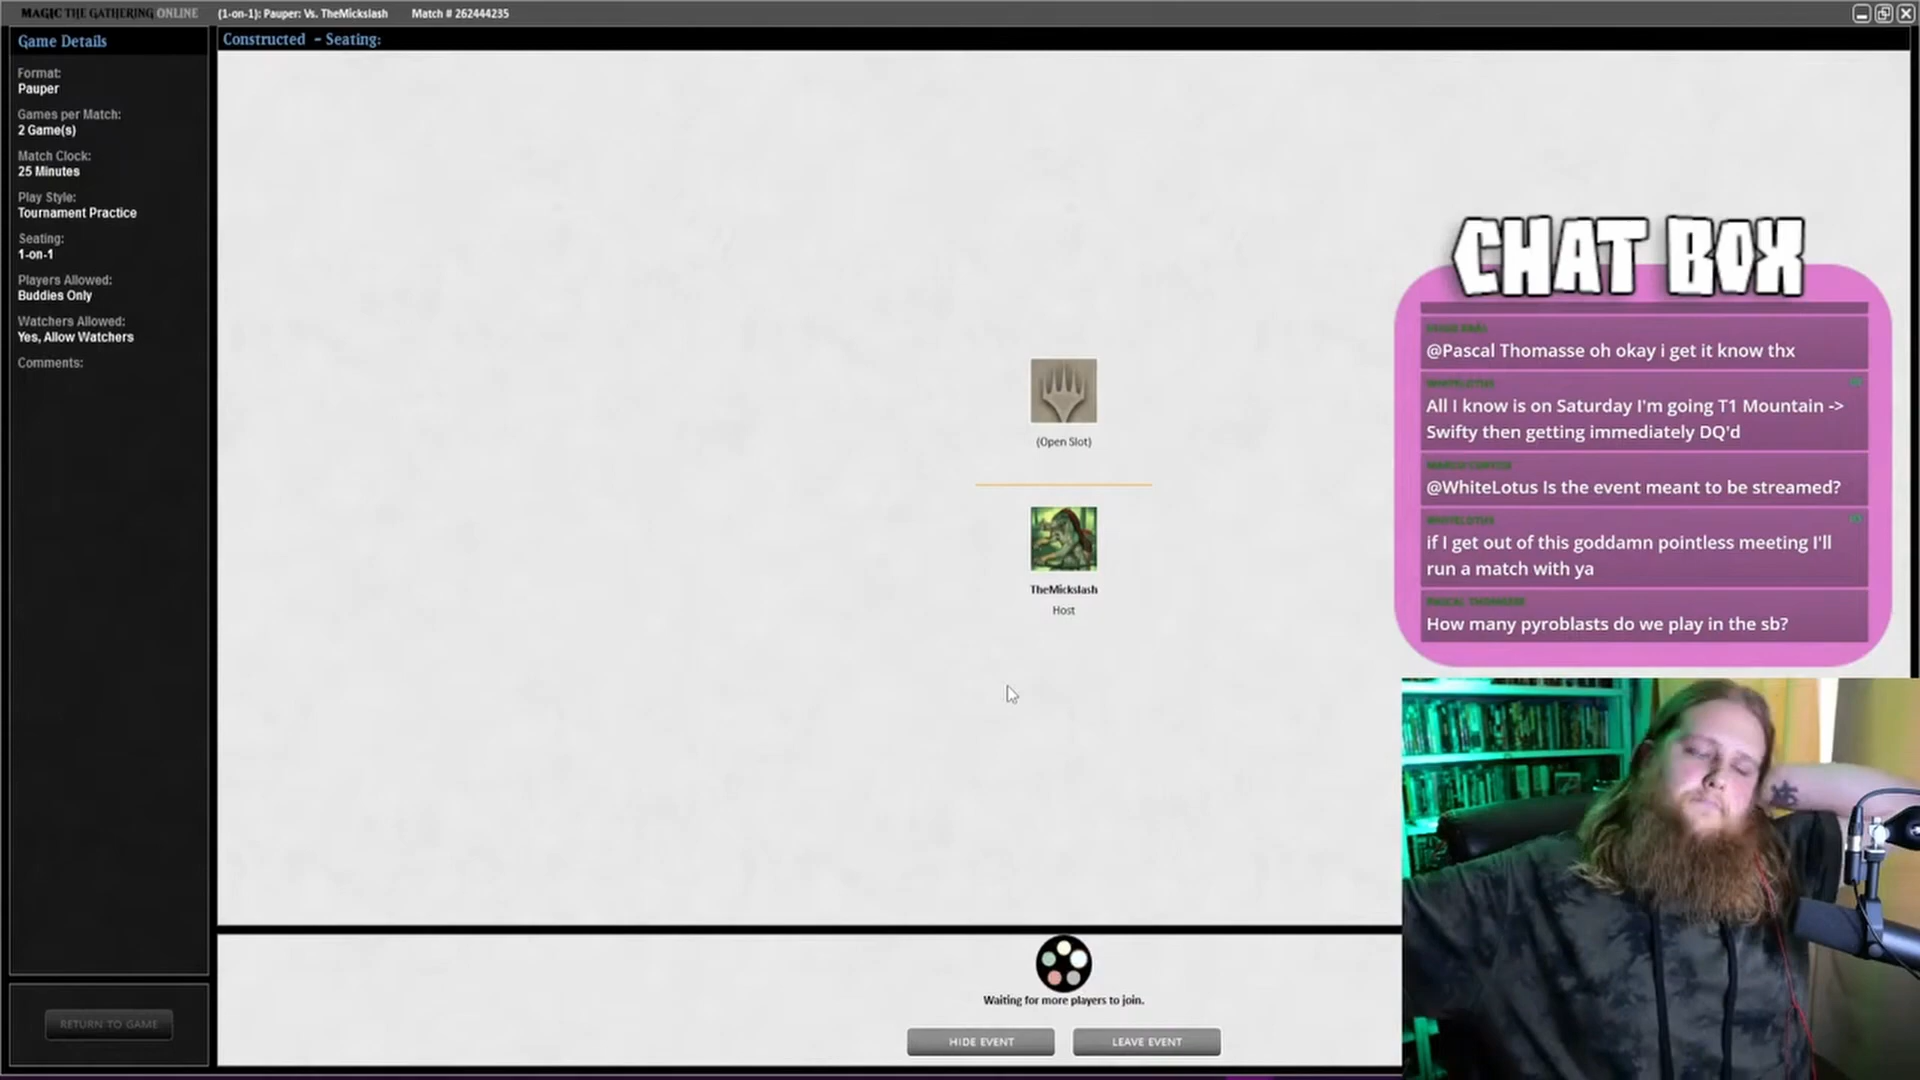 MAGIC THE GATHERING ONLINE
(1-on-1): Pauper: Vs. TheMickslash
Match # 262444235
Game Details
Constructed - Seating:
Format:
Pauper
Games per Match:
2 Game(s)
Match Clock:
25 Minutes
Play Style:
Tournament Practice
Seating:
1-on-1
Players Allowed:
Buddies Only
Watchers Allowed:
Yes, Allow Watchers
Comments:
(Open Slot)
TheMickslash
Host
CHAT BOX
@Pascal Thomasse oh okay i get it know thx
WHITELOTUS
All I know is on Saturday I'm going T1 Mountain ->
Swifty then getting immediately DQ'd
@WhiteLotus Is the event meant to be streamed?
WHITELOTUS
if I get out of this goddamn pointless meeting I'll
run a match with ya
PASCAL THOMASSE
How many pyroblasts do we play in the sb?
Waiting for more players to join.
RETURN TO GAME
HIDE EVENT
LEAVE EVENT